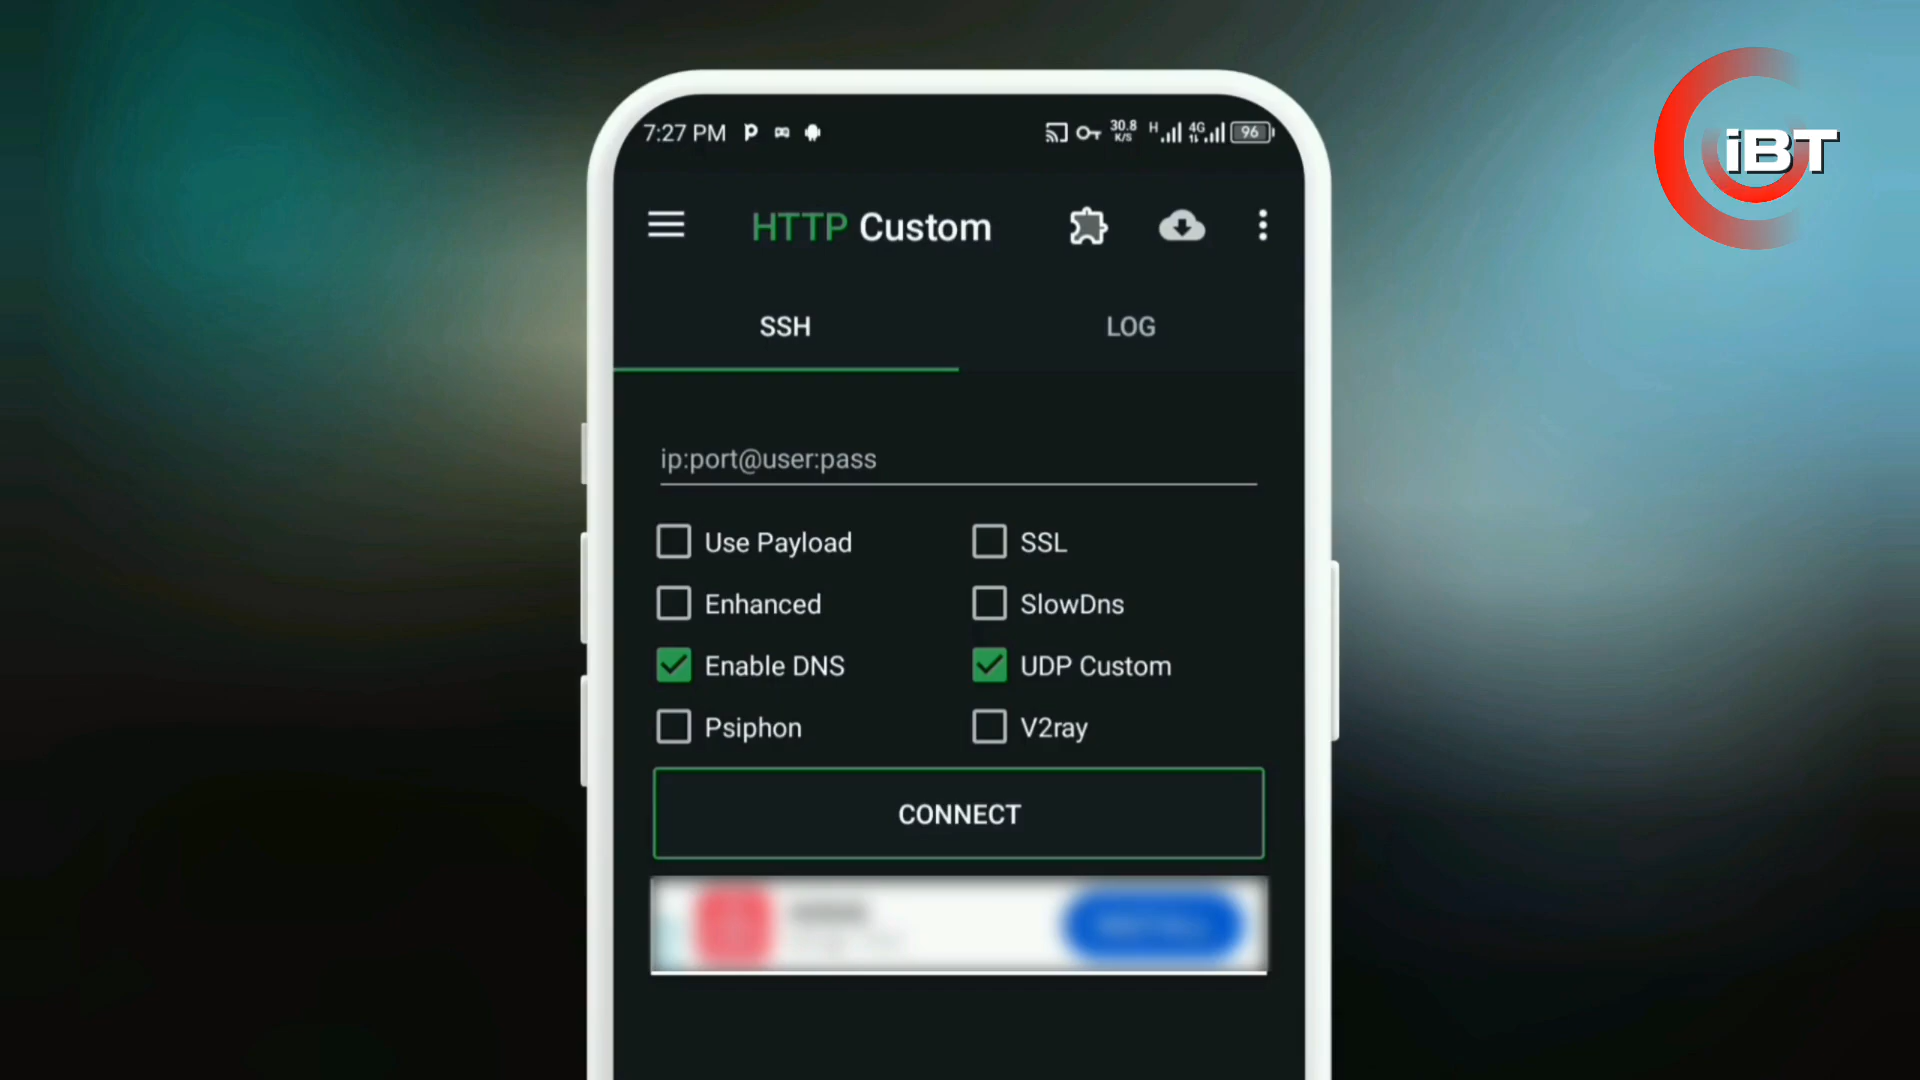 iBT
7:27 PM 30.8 K/S H 4G 96
HTTP Custom
SSH LOG
ip:port@user:pass
Use Payload SSL
Enhanced SlowDns
Enable DNS UDP Custom
Psiphon V2ray
CONNECT